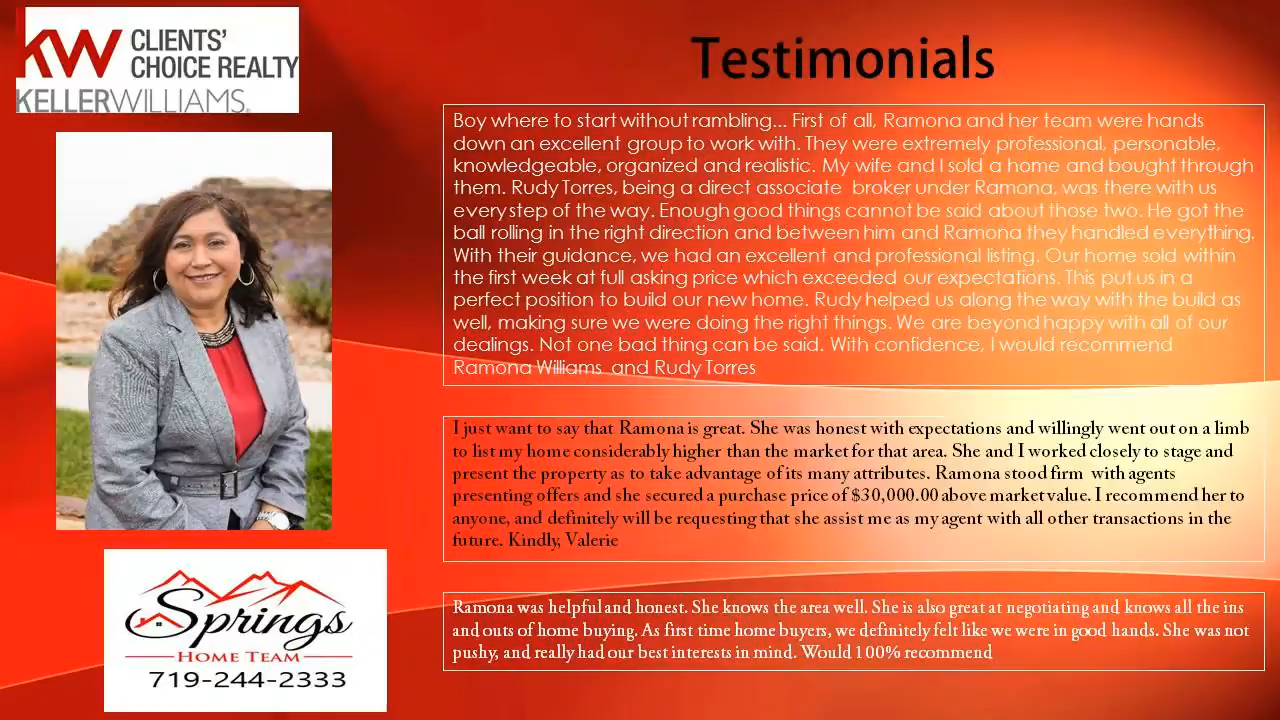 KW CLIENTS'
CHOICE REALTY
KELLERWILLIAMS®
Testimonials
Boy where to start without rambling... First of all, Ramona and her team were hands
down an excellent group to work with. They were extremely professional, personable,
knowledgeable, organized and realistic. My wife and I sold a home and bought through
them. Rudy Torres, being a direct associate broker under Ramona, was there with us
every step of the way. Enough good things cannot be said about those two. He got the
ball rolling in the right direction and between him and Ramona they handled everything.
With their guidance, we had an excellent and professional listing. Our home sold within
the first week at full asking price which exceeded our expectations. This put us in a
perfect position to build our new home. Rudy helped us along the way with the build as
well, making sure we were doing the right things. We are beyond happy with all of our
dealings. Not one bad thing can be said. With confidence, I would recommend
Ramona Williams and Rudy Torres
I just want to say that Ramona is great. She was honest with expectations and willingly went out on a limb
to list my home considerably higher than the market for that area. She and I worked closely to stage and
present the property as to take advantage of its many attributes. Ramona stood firm with agents
presenting offers and she secured a purchase price of $30,000.00 above market value. I recommend her to
anyone, and definitely will be requesting that she assist me as my agent with all other transactions in the
future. Kindly, Valerie
Ramona was helpful and honest. She knows the area well. She is also great at negotiating and knows all the ins
and outs of home buying. As first time home buyers, we definitely felt like we were in good hands. She was not
pushy, and really had our best interests in mind. Would 100% recommend
Springs
HOME TEAM
719-244-2333